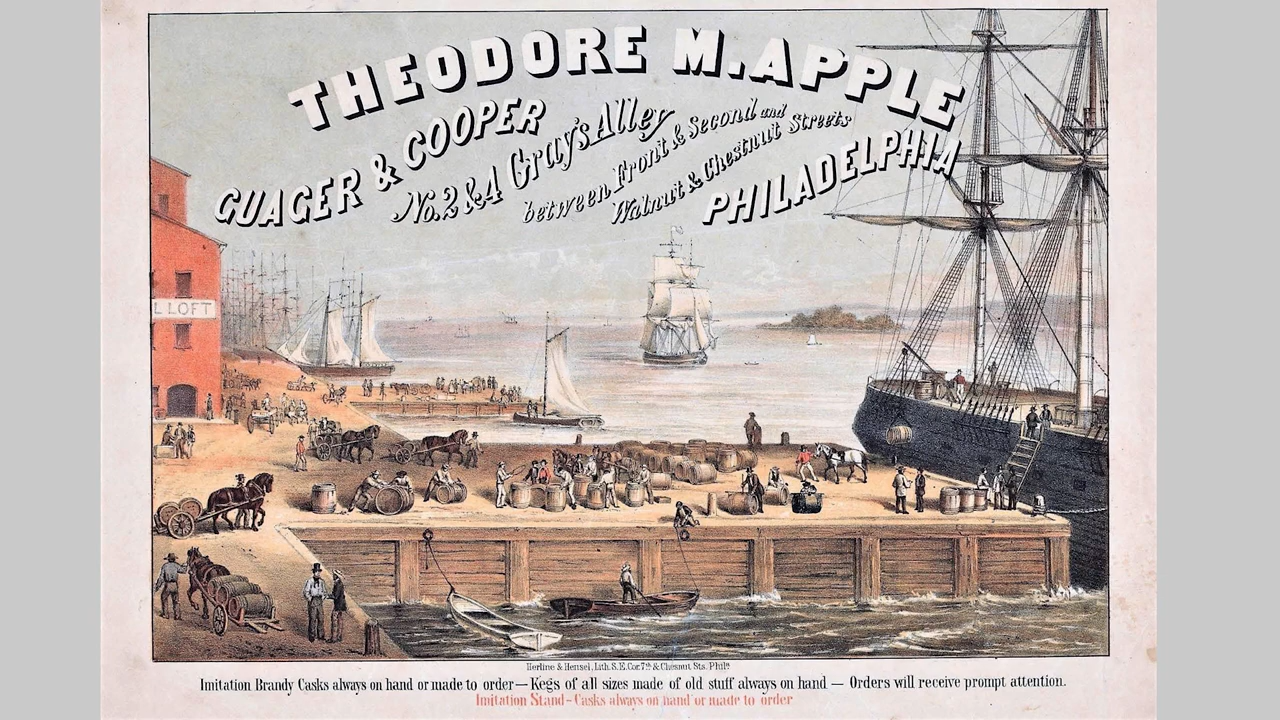 THEODORE M. APPLE
GUAGER & COOPER
No. 2 & 4 Gray's Alley
between Front & Second and
Walnut & Chestnut Streets
PHILADELPHIA
L LOFT
Herline & Hensel, Lith. S.E. Cor. 7th & Chesnut Sts. Phila
Imitation Brandy Casks always on hand or made to order — Kegs of all sizes made of old stuff always on hand — Orders will receive prompt attention.
Imitation Stand - Casks always on hand or made to order